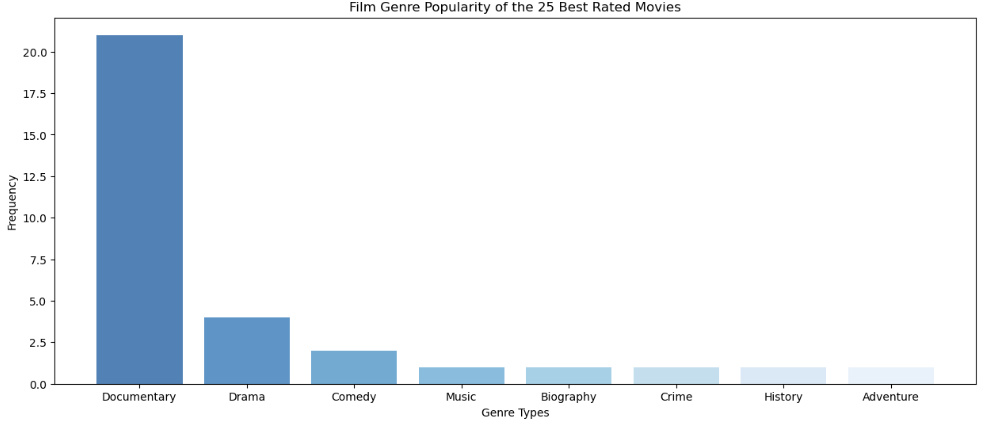 Film Genre Popularity of the 25 Best Rated Movies
20.0
17.5
15.0
12.5
10.0
7.5
5.0
2.5
0.0
Frequency
Documentary Drama Comedy Music Biography Crime History Adventure
Genre Types